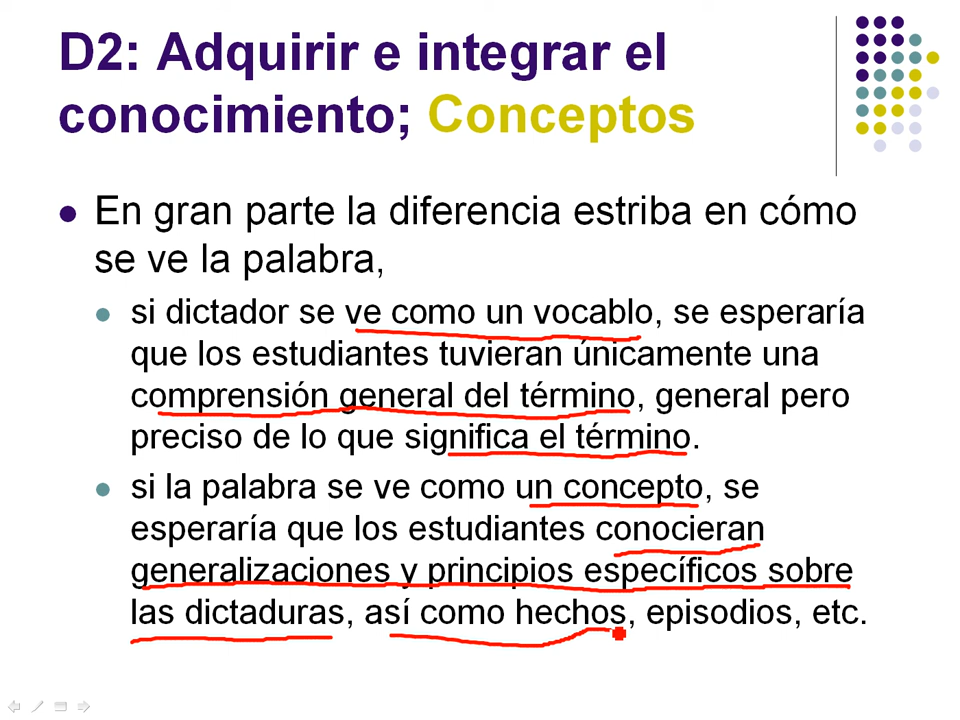 D2: Adquirir e integrar el
conocimiento; Conceptos
En gran parte la diferencia estriba en cómo
se ve la palabra,
si dictador se ve como un vocablo, se esperaría
que los estudiantes tuvieran únicamente una
comprensión general del término, general pero
preciso de lo que significa el término.
si la palabra se ve como un concepto, se
esperaría que los estudiantes conocieran
generalizaciones y principios específicos sobre
las dictaduras, así como hechos, episodios, etc.